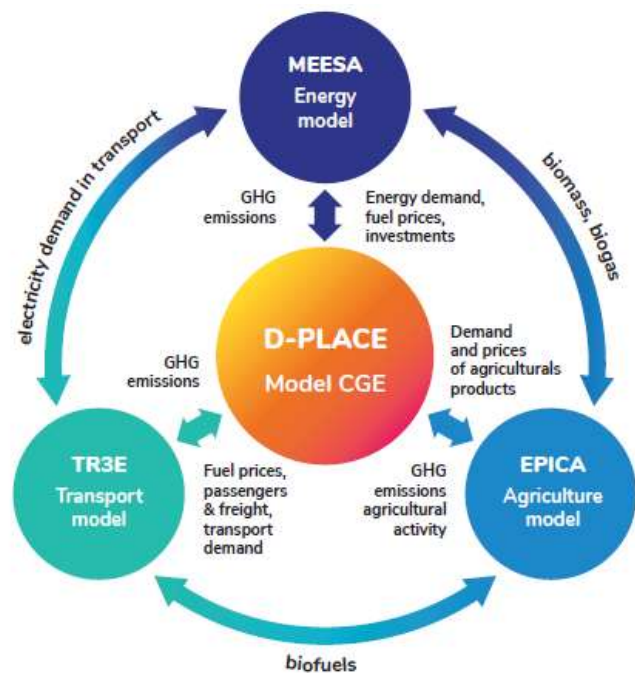 MEESA
Energy
model
electricity demand in transport
biomass, biogas
GHG
emissions
Energy demand,
fuel prices,
investments
D-PLACE
Model CGE
GHG
emissions
Demand
and prices
of agriculturals
products
TR3E
Transport
model
Fuel prices,
passengers
& freight,
transport
demand
GHG
emissions
agricultural
activity
EPICA
Agriculture
model
biofuels